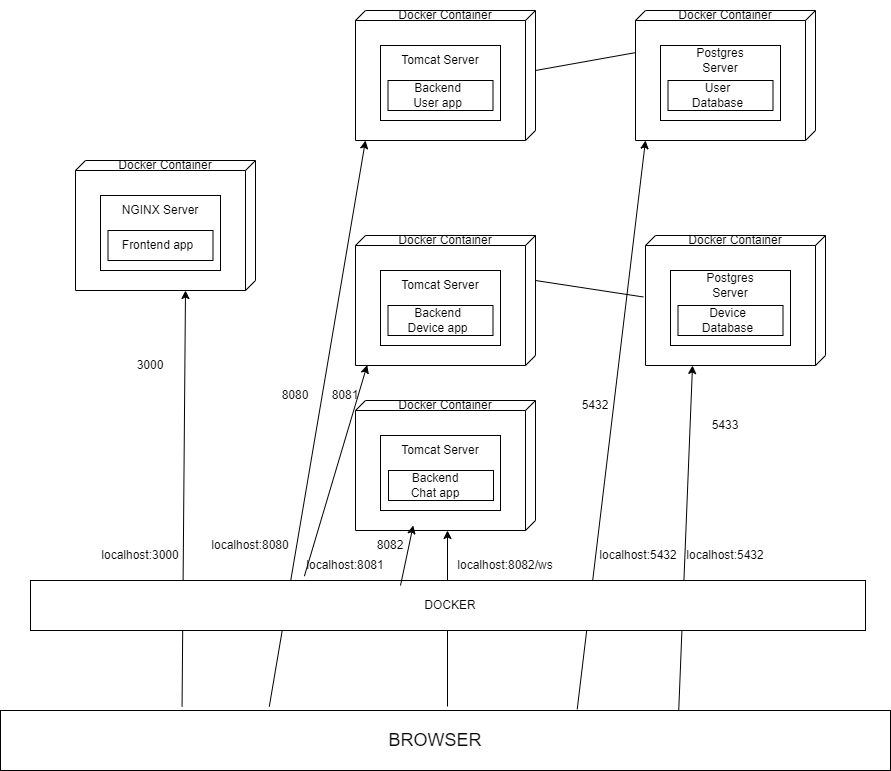 Docker Container
Tomcat Server
Backend
User app
Docker Container
Postgres
Server
User
Database
Docker Container
NGINX Server
Frontend app
Docker Container
Tomcat Server
Backend
Device app
Docker Container
Postgres
Server
Device
Database
3000
8080
8081
5432
5433
Docker Container
Tomcat Server
Backend
Chat app
localhost:3000
localhost:8080
8082
localhost:8081
localhost:8082/ws
localhost:5432
localhost:5432
DOCKER
BROWSER